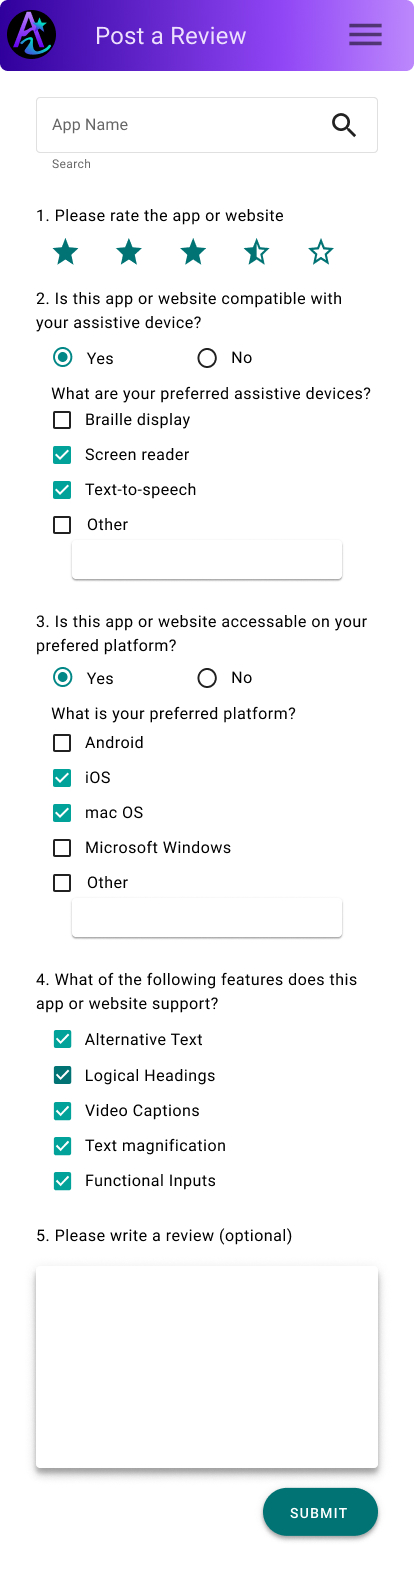 Post a Review
App Name
Search
1. Please rate the app or website
2. Is this app or website compatible with
your assistive device?
Yes
No
What are your preferred assistive devices?
Braille display
Screen reader
Text-to-speech
Other
3. Is this app or website accessable on your
prefered platform?
Yes
No
What is your preferred platform?
Android
iOS
mac OS
Microsoft Windows
Other
4. What of the following features does this
app or website support?
Alternative Text
Logical Headings
Video Captions
Text magnification
Functional Inputs
5. Please write a review (optional)
SUBMIT